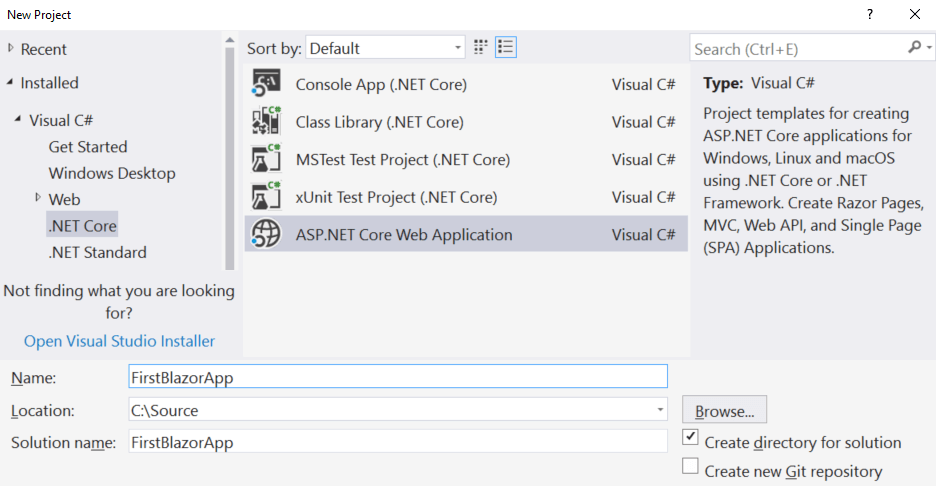 New Project
?
Recent
Installed
Visual C#
Get Started
Windows Desktop
Web
.NET Core
.NET Standard
Not finding what you are looking
for?
Open Visual Studio Installer
Sort by: Default
Console App (.NET Core) Visual C#
Class Library (.NET Core) Visual C#
MSTest Test Project (.NET Core) Visual C#
xUnit Test Project (.NET Core) Visual C#
ASP.NET Core Web Application Visual C#
Search (Ctrl+E)
Type: Visual C#
Project templates for creating
ASP.NET Core applications for
Windows, Linux and macOS
using .NET Core or .NET
Framework. Create Razor Pages,
MVC, Web API, and Single Page
(SPA) Applications.
Name: FirstBlazorApp
Location: C:\Source
Browse...
Solution name: FirstBlazorApp
Create directory for solution
Create new Git repository